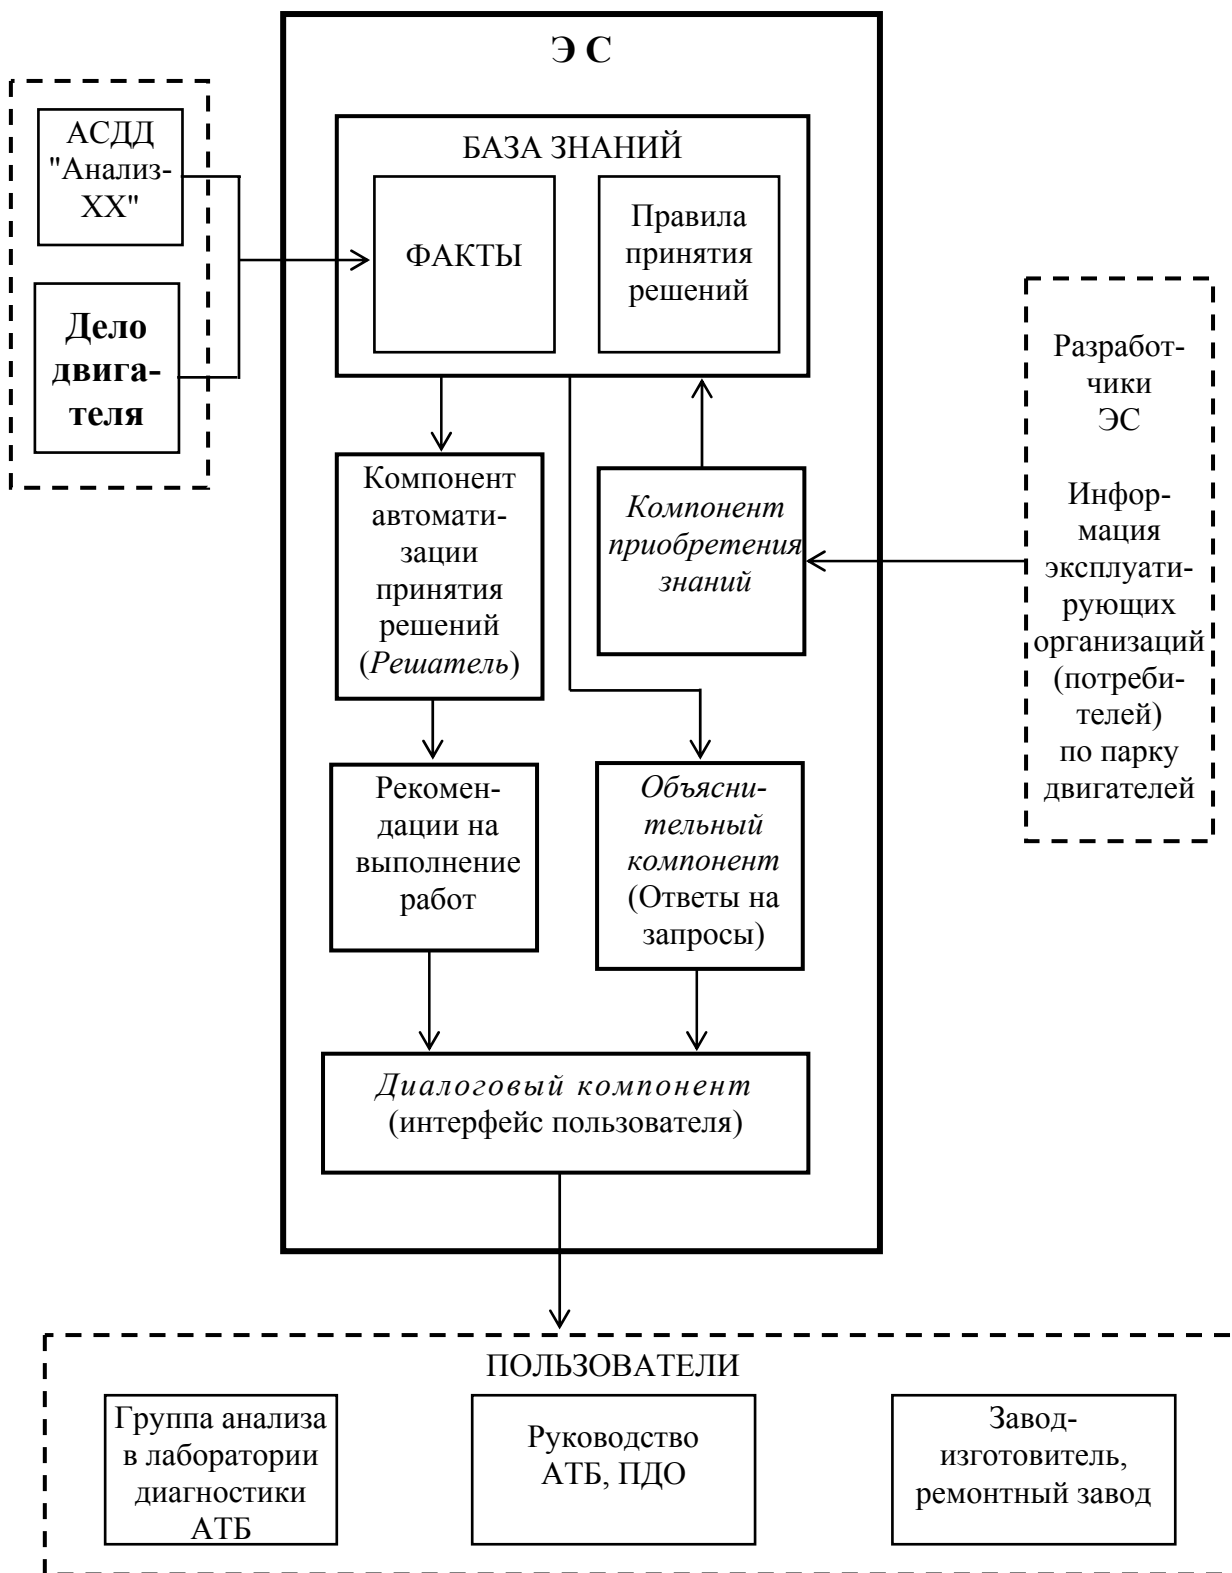 Э С
АСДД
"Анализ-
ХХ"
Дело
двига-
теля
БАЗА ЗНАНИЙ
ФАКТЫ
Правила
принятия
решений
Компонент
автомати-
зации
принятия
решений
(Решатель)
Компонент
приобретения
знаний
Разработ-
чики
ЭС
Инфор-
мация
эксплуати-
рующих
организаций
(потреби-
телей)
по парку
двигателей
Рекомен-
дации на
выполнение
работ
Объясни-
тельный
компонент
(Ответы на
запросы)
Диалоговый компонент
(интерфейс пользователя)
ПОЛЬЗОВАТЕЛИ
Группа анализа
в лаборатории
диагностики
АТБ
Руководство
АТБ, ПДО
Завод-
изготовитель,
ремонтный завод